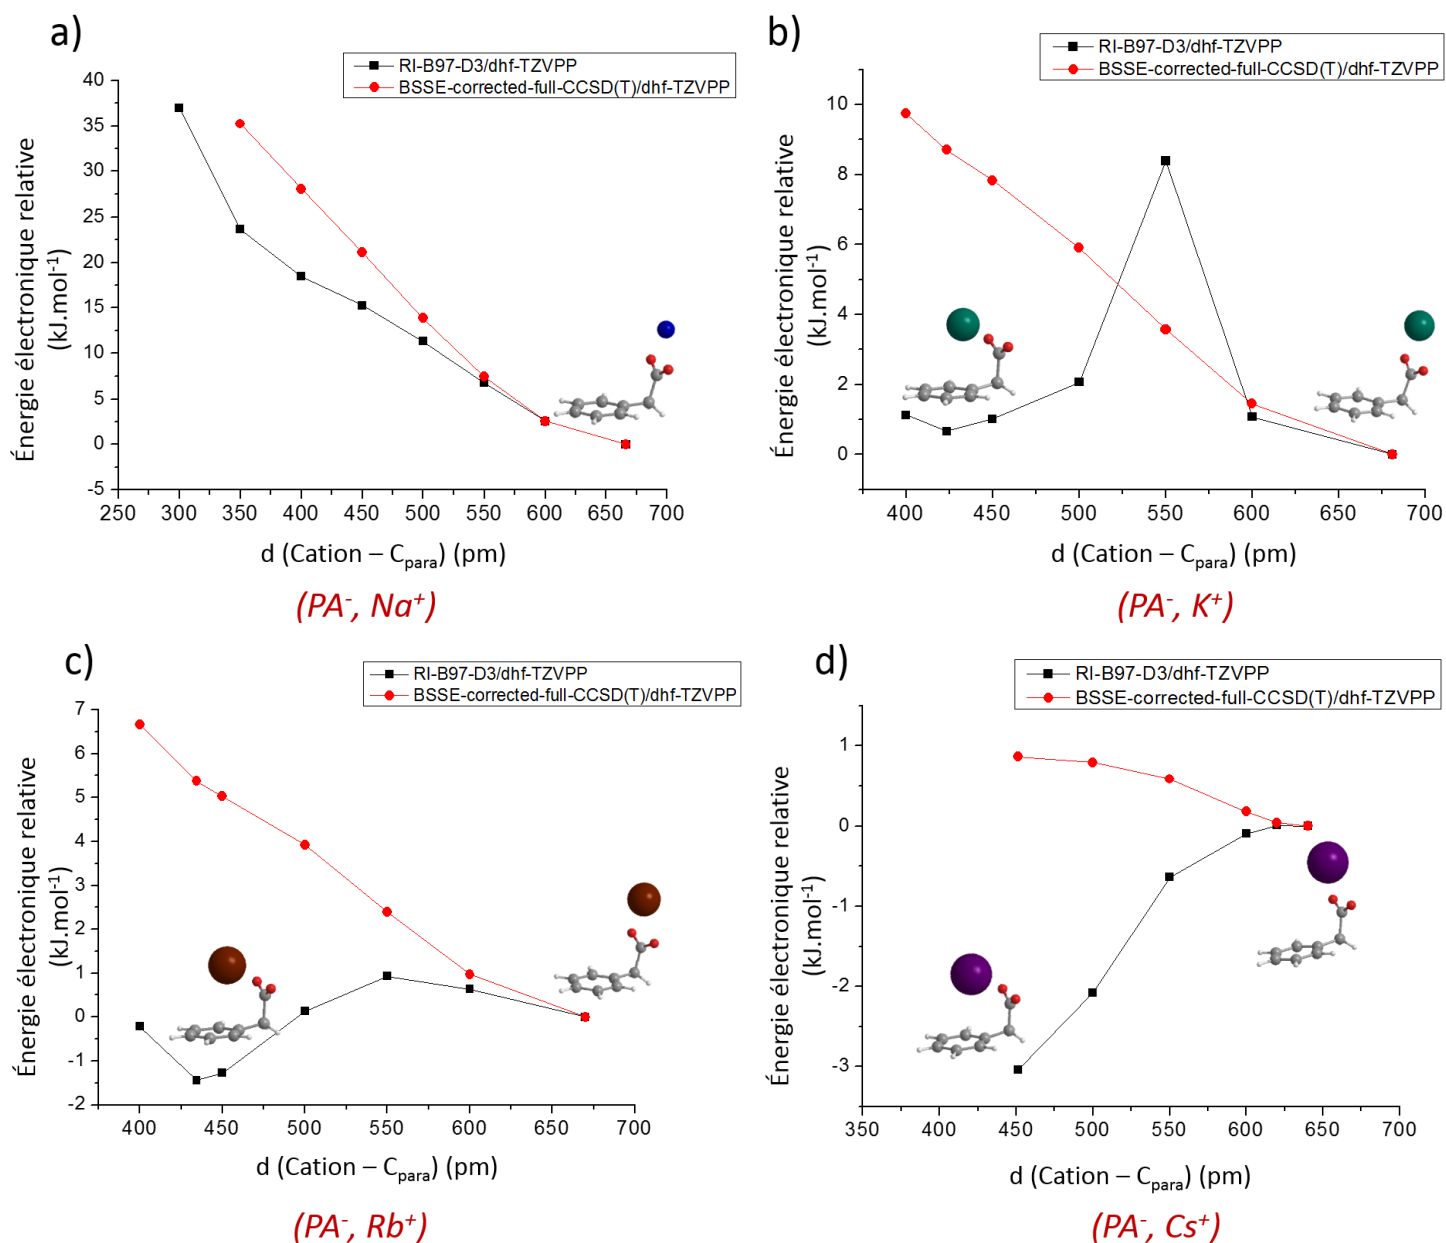 a)
RI-B97-D3/dhf-TZVPP
BSSE-corrected-full-CCSD(T)/dhf-TZVPP
Énergie électronique relative
(kJ.mol⁻¹)
40
35
30
25
20
15
10
5
0
-5
250 300 350 400 450 500 550 600 650 700
d (Cation – Cpara) (pm)
(PA⁻, Na⁺)
b)
RI-B97-D3/dhf-TZVPP
BSSE-corrected-full-CCSD(T)/dhf-TZVPP
Énergie électronique relative
(kJ.mol⁻¹)
10
8
6
4
2
0
400 450 500 550 600 650 700
d (Cation – Cpara) (pm)
(PA⁻, K⁺)
c)
RI-B97-D3/dhf-TZVPP
BSSE-corrected-full-CCSD(T)/dhf-TZVPP
Énergie électronique relative
(kJ.mol⁻¹)
7
6
5
4
3
2
1
0
-1
-2
400 450 500 550 600 650 700
d (Cation – Cpara) (pm)
(PA⁻, Rb⁺)
d)
RI-B97-D3/dhf-TZVPP
BSSE-corrected-full-CCSD(T)/dhf-TZVPP
Énergie électronique relative
(kJ.mol⁻¹)
1
0
-1
-2
-3
350 400 450 500 550 600 650 700
d (Cation – Cpara) (pm)
(PA⁻, Cs⁺)